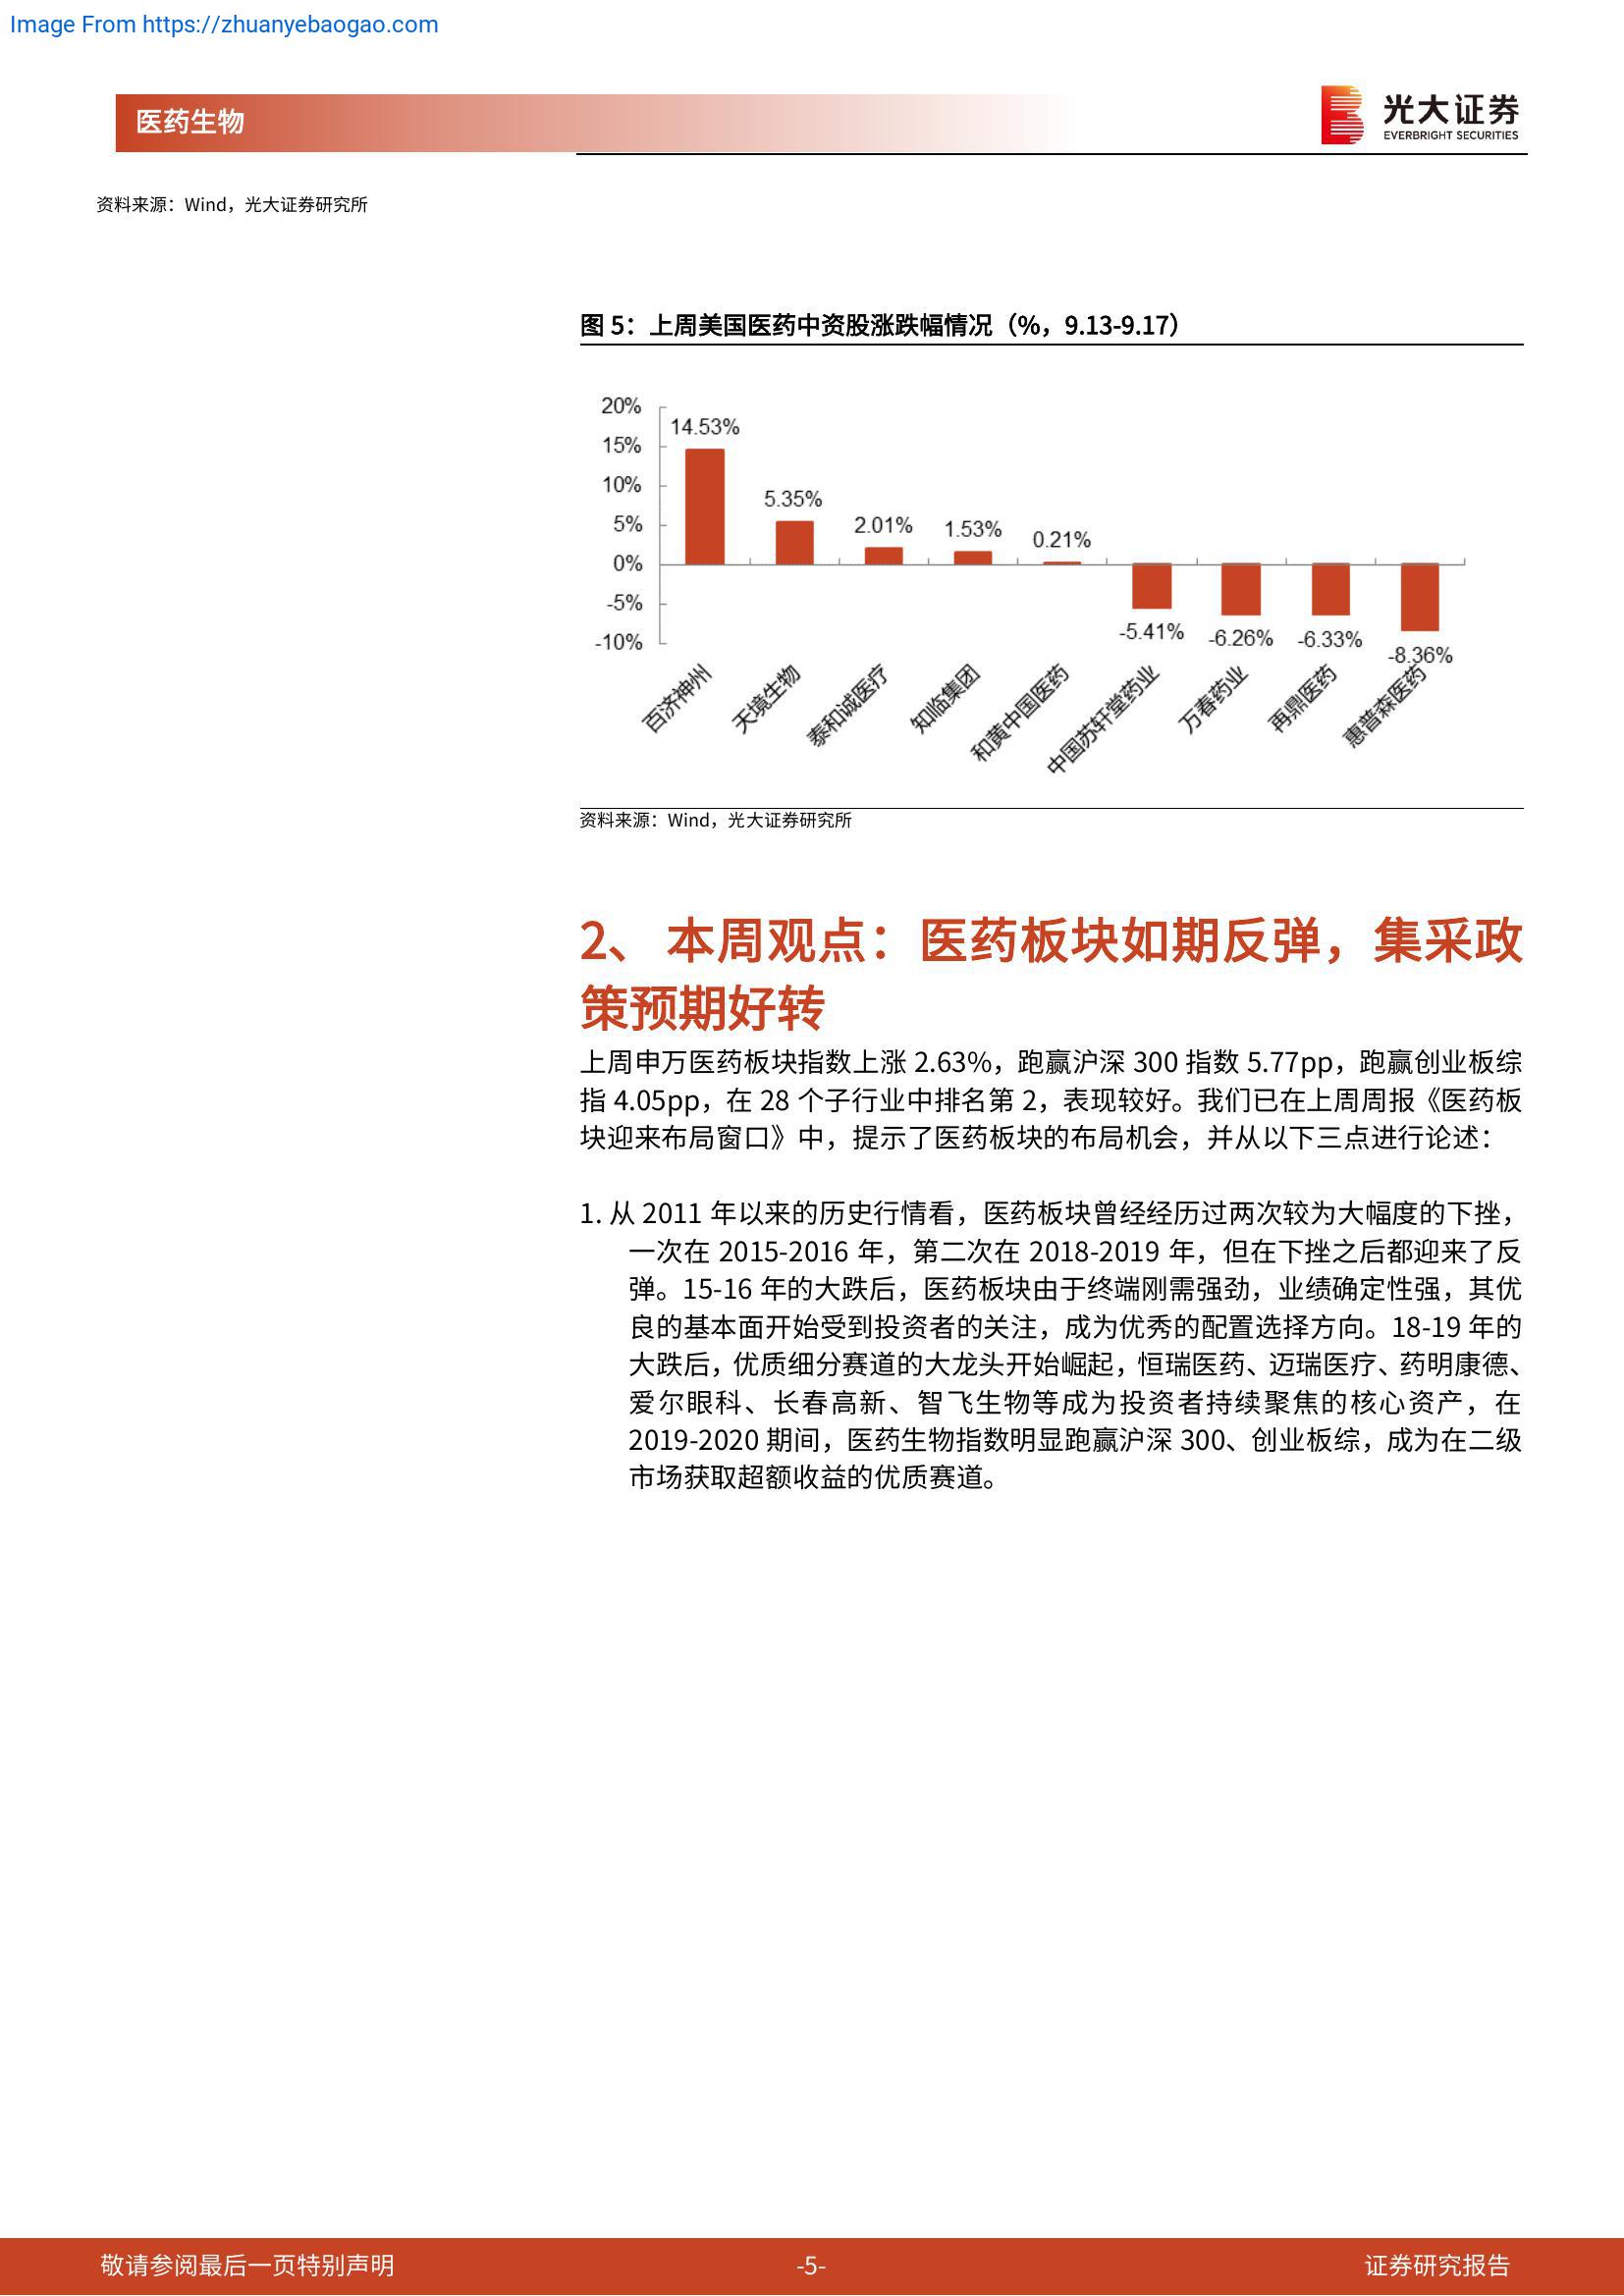 Image From https://zhuanyebaogao.com
医药生物
光大证券
EVERBRIGHT SECURITIES
资料来源：Wind，光大证券研究所
图 5：上周美国医药中资股涨跌幅情况（%，9.13-9.17）
20%
15%
10%
5%
0%
-5%
-10%
14.53%
5.35%
2.01%
1.53%
0.21%
-5.41%
-6.26%
-6.33%
-8.36%
百济神州
天境生物
泰和诚医疗
知临集团
和黄中国医药
中国苏轩堂药业
万春药业
再鼎医药
惠普森医药
资料来源：Wind，光大证券研究所
2、 本周观点：医药板块如期反弹，集采政
策预期好转
上周申万医药板块指数上涨 2.63%，跑赢沪深 300 指数 5.77pp，跑赢创业板综
指 4.05pp，在 28 个子行业中排名第 2，表现较好。我们已在上周周报《医药板
块迎来布局窗口》中，提示了医药板块的布局机会，并从以下三点进行论述：
1. 从 2011 年以来的历史行情看，医药板块曾经经历过两次较为大幅度的下挫，
一次在 2015-2016 年，第二次在 2018-2019 年，但在下挫之后都迎来了反
弹。15-16 年的大跌后，医药板块由于终端刚需强劲，业绩确定性强，其优
良的基本面开始受到投资者的关注，成为优秀的配置选择方向。18-19 年的
大跌后，优质细分赛道的大龙头开始崛起，恒瑞医药、迈瑞医疗、药明康德、
爱尔眼科、长春高新、智飞生物等成为投资者持续聚焦的核心资产，在
2019-2020 期间，医药生物指数明显跑赢沪深 300、创业板综，成为在二级
市场获取超额收益的优质赛道。
敬请参阅最后一页特别声明
-5-
证券研究报告